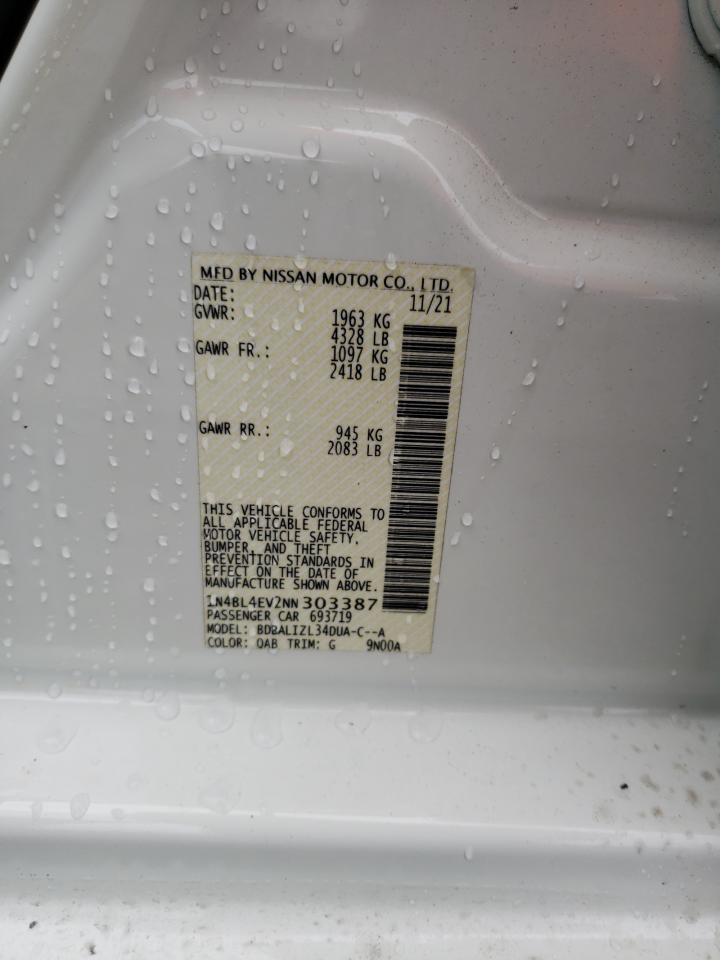 MFD BY NISSAN MOTOR CO., LTD.
DATE: 11/21
GVWR: 1963 KG
4328 LB
GAWR FR.: 1097 KG
2418 LB
GAWR RR.: 945 KG
2083 LB
THIS VEHICLE CONFORMS TO
ALL APPLICABLE FEDERAL
MOTOR VEHICLE SAFETY,
BUMPER, AND THEFT
PREVENTION STANDARDS IN
EFFECT ON THE DATE OF
MANUFACTURE SHOWN ABOVE.
1N4BL4EV2NN303387
PASSENGER CAR 693719
MODEL: BDBALIZL34DUA-C--A
COLOR: QAB TRIM: G 9N00A